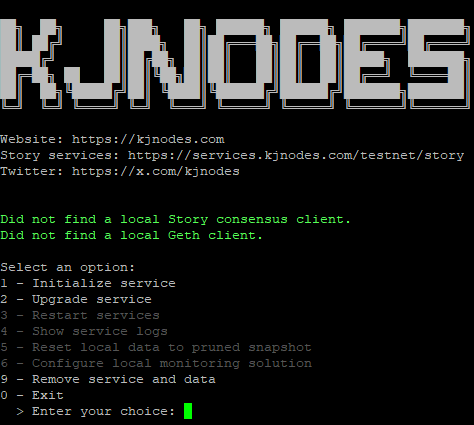 KJNODES
Website: https://kjnodes.com
Story services: https://services.kjnodes.com/testnet/story
Twitter: https://x.com/kjnodes
Did not find a local Story consensus client.
Did not find a local Geth client.
Select an option:
1 - Initialize service
2 - Upgrade service
3 - Restart services
4 - Show service logs
5 - Reset local data to pruned snapshot
6 - Configure local monitoring solution
9 - Remove service and data
0 - Exit
> Enter your choice: